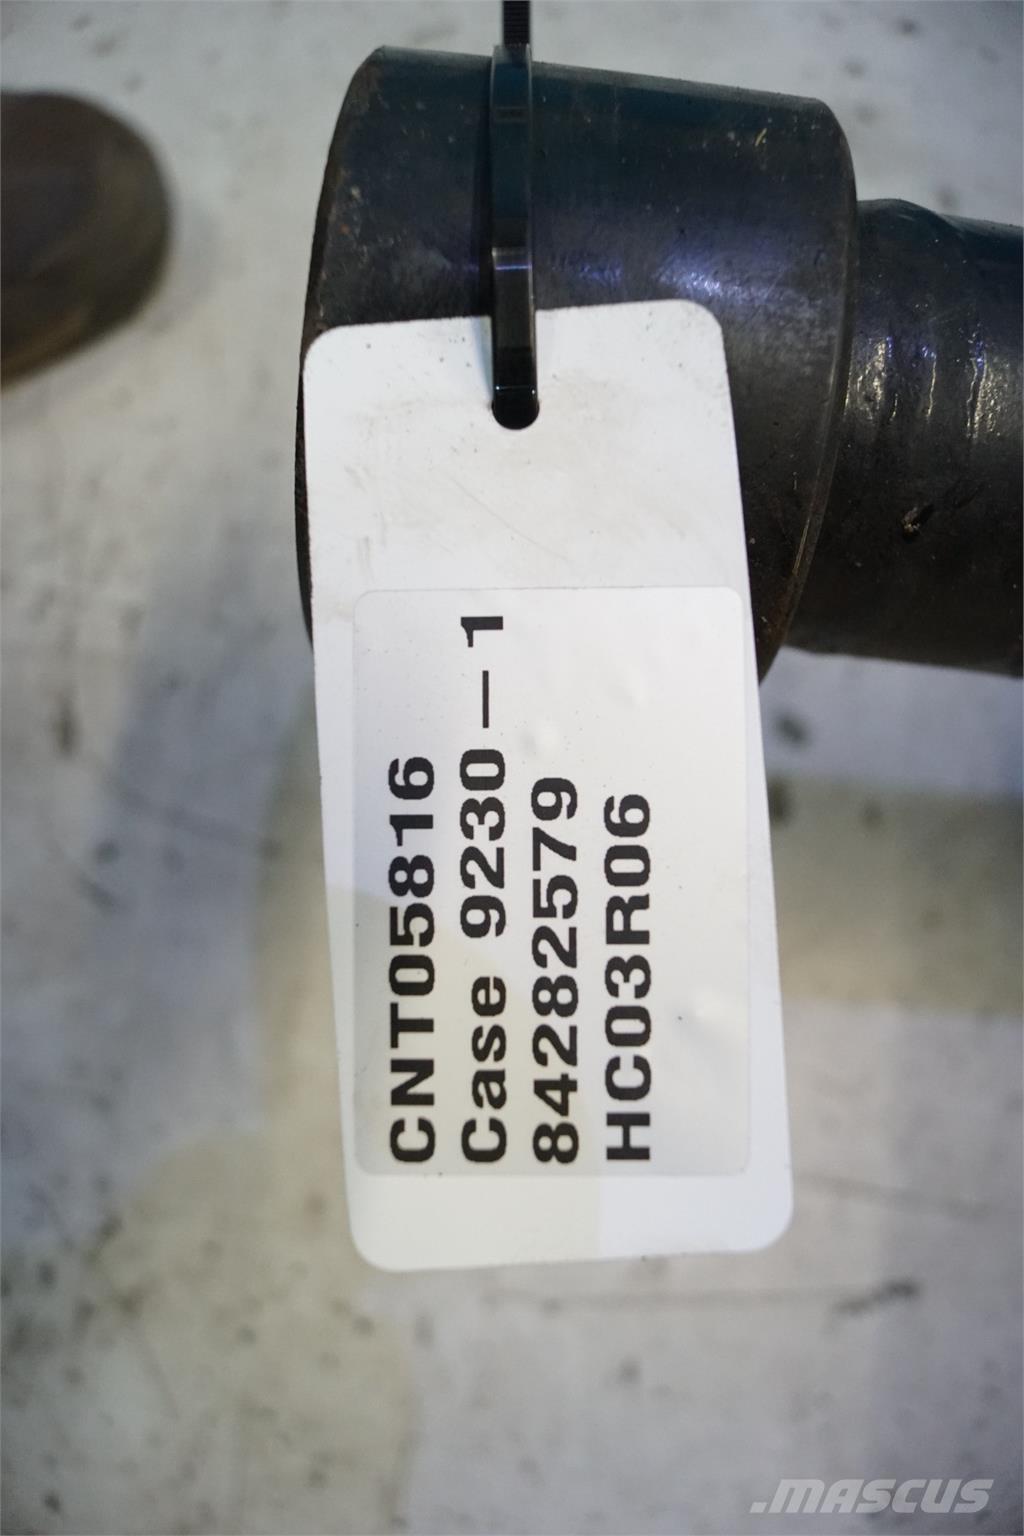 CNT05816
Case 9230-1
84282579
HC03R06
.MASCUS